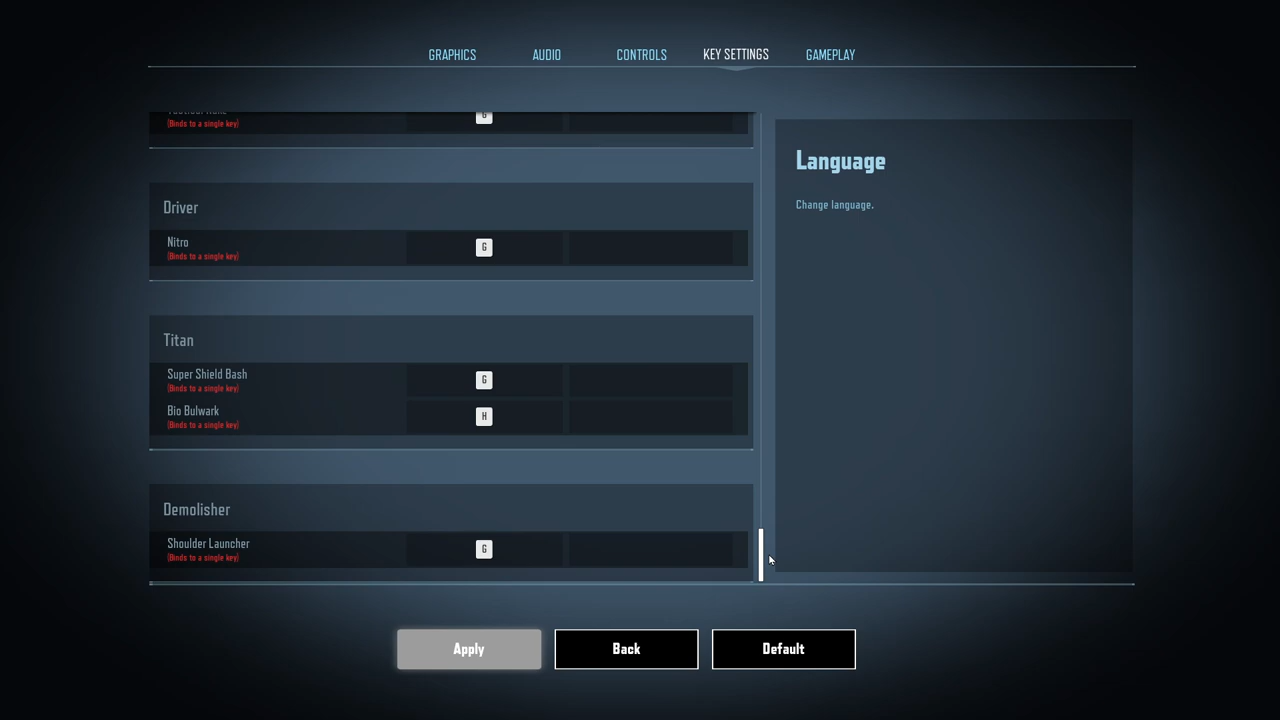 GRAPHICS AUDIO CONTROLS KEY SETTINGS GAMEPLAY
(Binds to a single key) G
Driver
Nitro
(Binds to a single key) G
Titan
Super Shield Bash
(Binds to a single key) G
Bio Bulwark
(Binds to a single key) H
Demolisher
Shoulder Launcher
(Binds to a single key) G
Language
Change language.
Apply Back Default